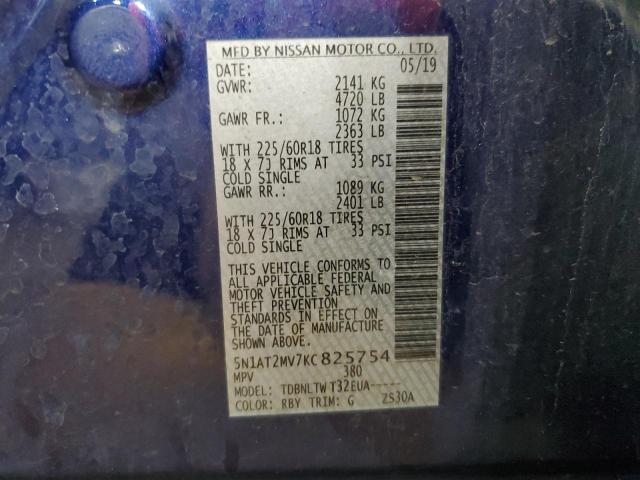 MFD BY NISSAN MOTOR CO., LTD.
DATE: 05/19
GVWR: 2141 KG
4720 LB
GAWR FR.: 1072 KG
2363 LB
WITH 225/60R18 TIRES
18 X 7J RIMS AT 33 PSI
COLD SINGLE
GAWR RR.: 1089 KG
2401 LB
WITH 225/60R18 TIRES
18 X 7J RIMS AT 33 PSI
COLD SINGLE
THIS VEHICLE CONFORMS TO
ALL APPLICABLE FEDERAL
MOTOR VEHICLE SAFETY AND
THEFT PREVENTION
STANDARDS IN EFFECT ON
THE DATE OF MANUFACTURE
SHOWN ABOVE.
5N1AT2MV7KC825754
MPV 380
MODEL: TDBNLTW T32EUA-----
COLOR: RBY TRIM: G ZS30A